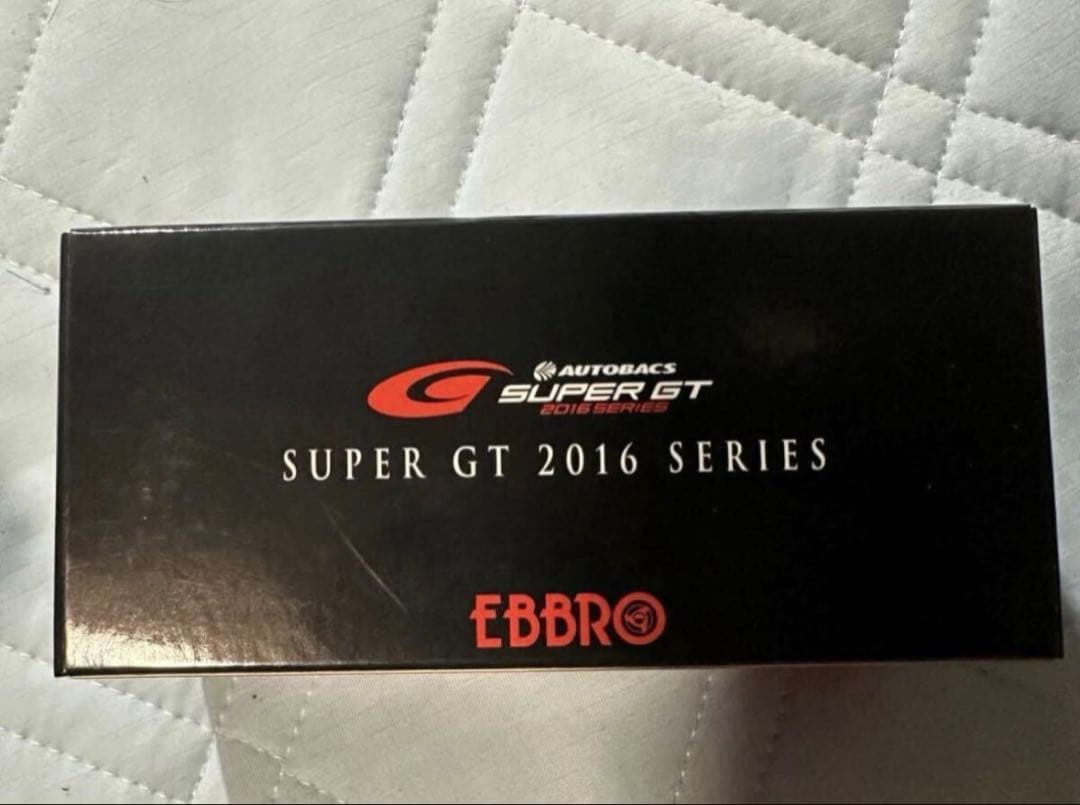 AUTOBACS
SUPER GT
2016 SERIES
SUPER GT 2016 SERIES
EBBRO